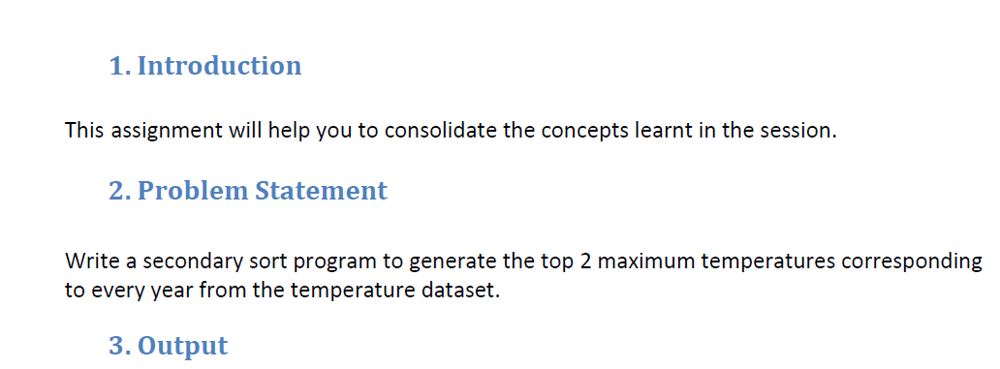 1. Introduction
This assignment will help you to consolidate the concepts learnt in the session.
2. Problem Statement
Write a secondary sort program to generate the top 2 maximum temperatures corresponding
to every year from the temperature dataset.
3. Output